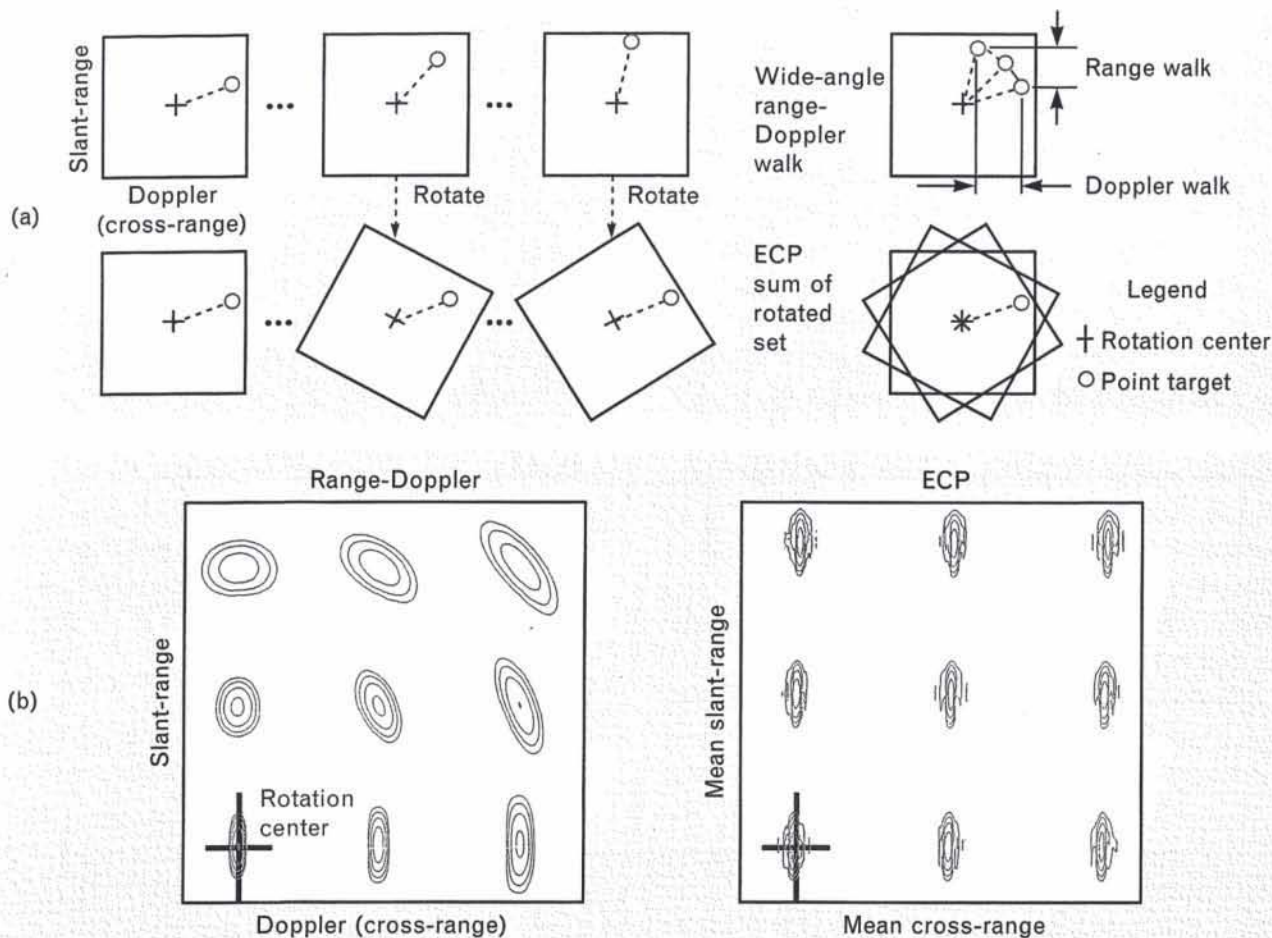 (a)
Slant-range
Doppler
(cross-range)
...
...
Rotate
Rotate
Wide-angle
range-
Doppler
walk
Range walk
Doppler walk
...
...
ECP
sum of
rotated
set
Legend
Rotation center
Point target
(b)
Range-Doppler
Slant-range
Rotation
center
Doppler (cross-range)
ECP
Mean slant-range
Mean cross-range